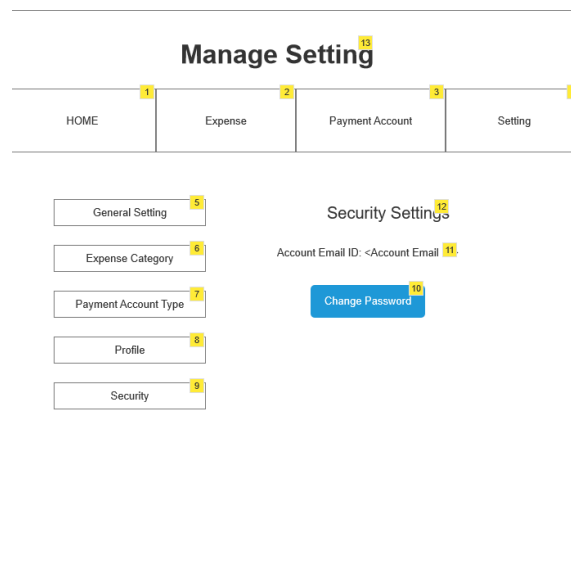 Manage Setting
13
1
2
3
HOME
Expense
Payment Account
Setting
5
General Setting
6
Expense Category
7
Payment Account Type
8
Profile
9
Security
12
Security Settings
Account Email ID: <Account Email
11
10
Change Password